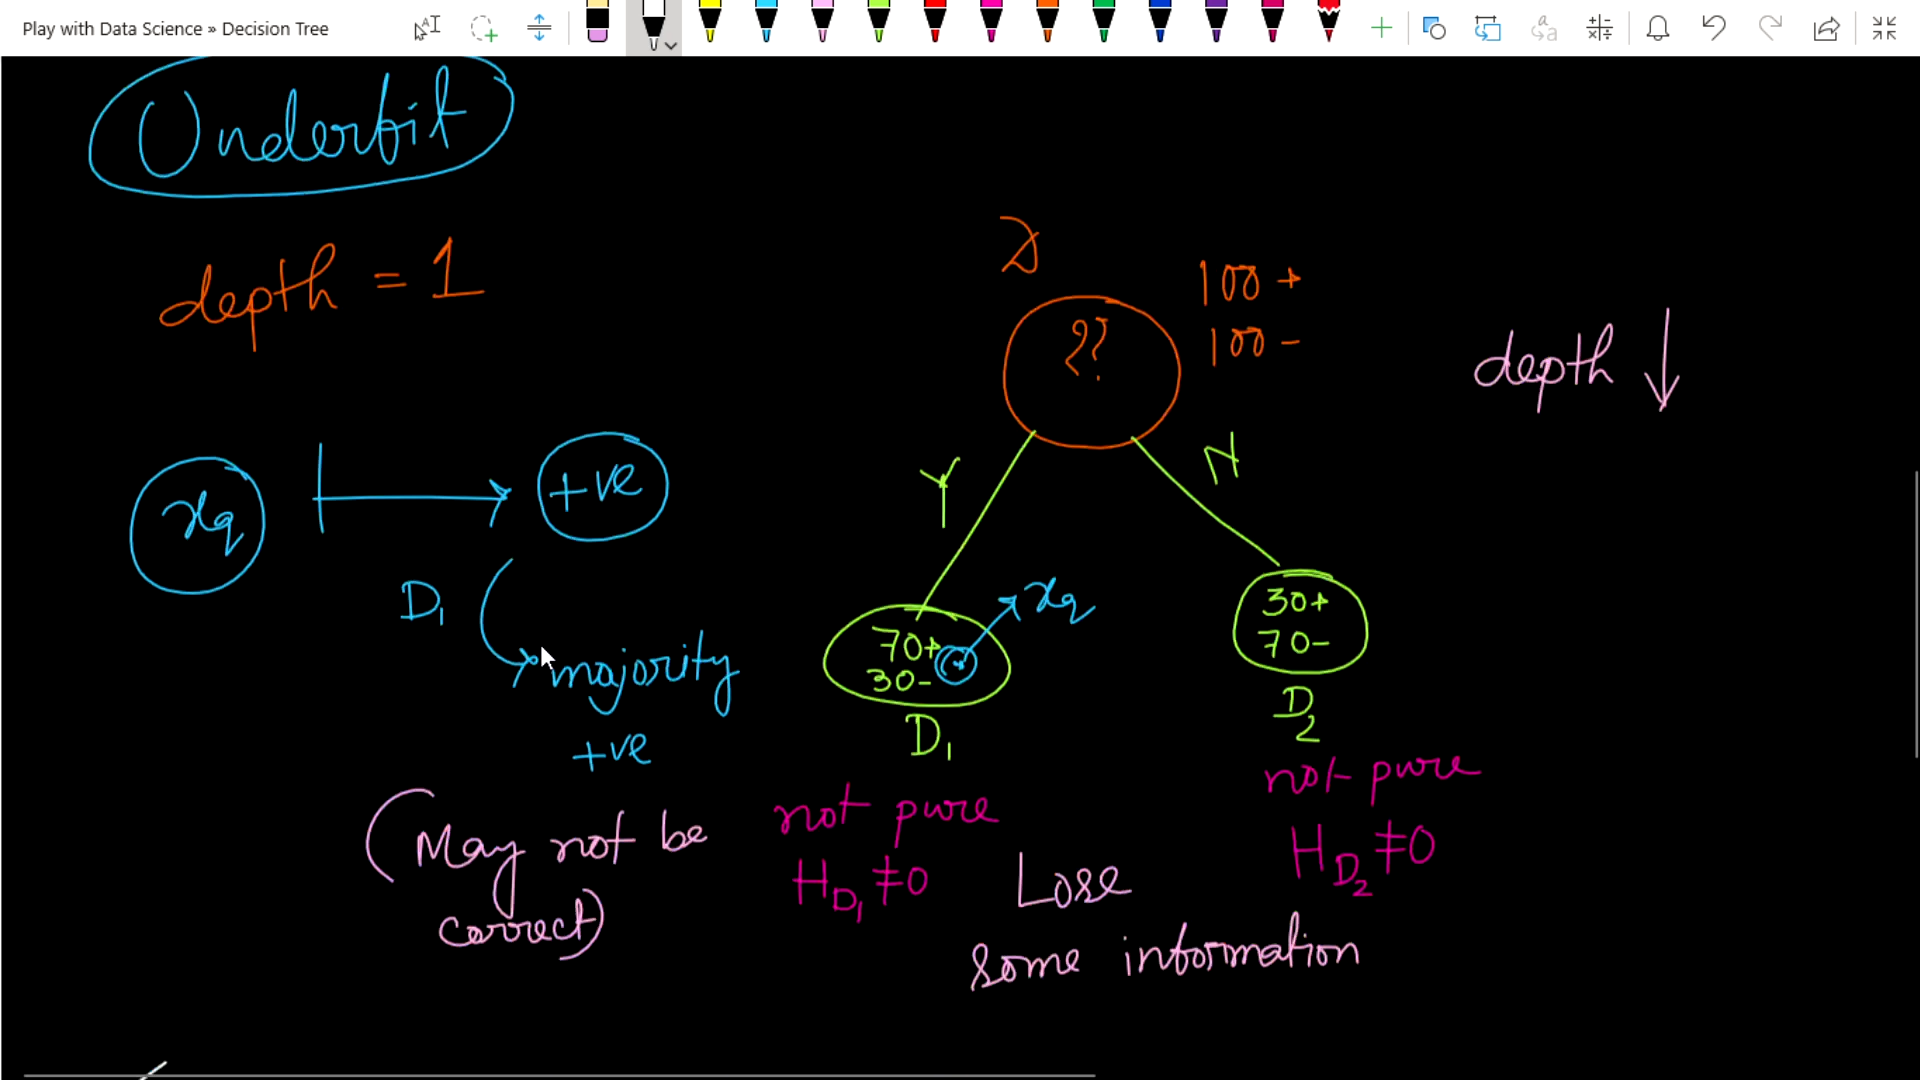 Play with Data Science » Decision Tree
Underfit
depth = 1
D
100 +
100 -
??
depth ↓
Y
N
xq
+ve
D1
majority
+ve
(May not be
correct)
xq
70+
30-
D1
not pure
HD1 ≠0
30+
70-
D2
not pure
HD2 ≠0
Lose
some information